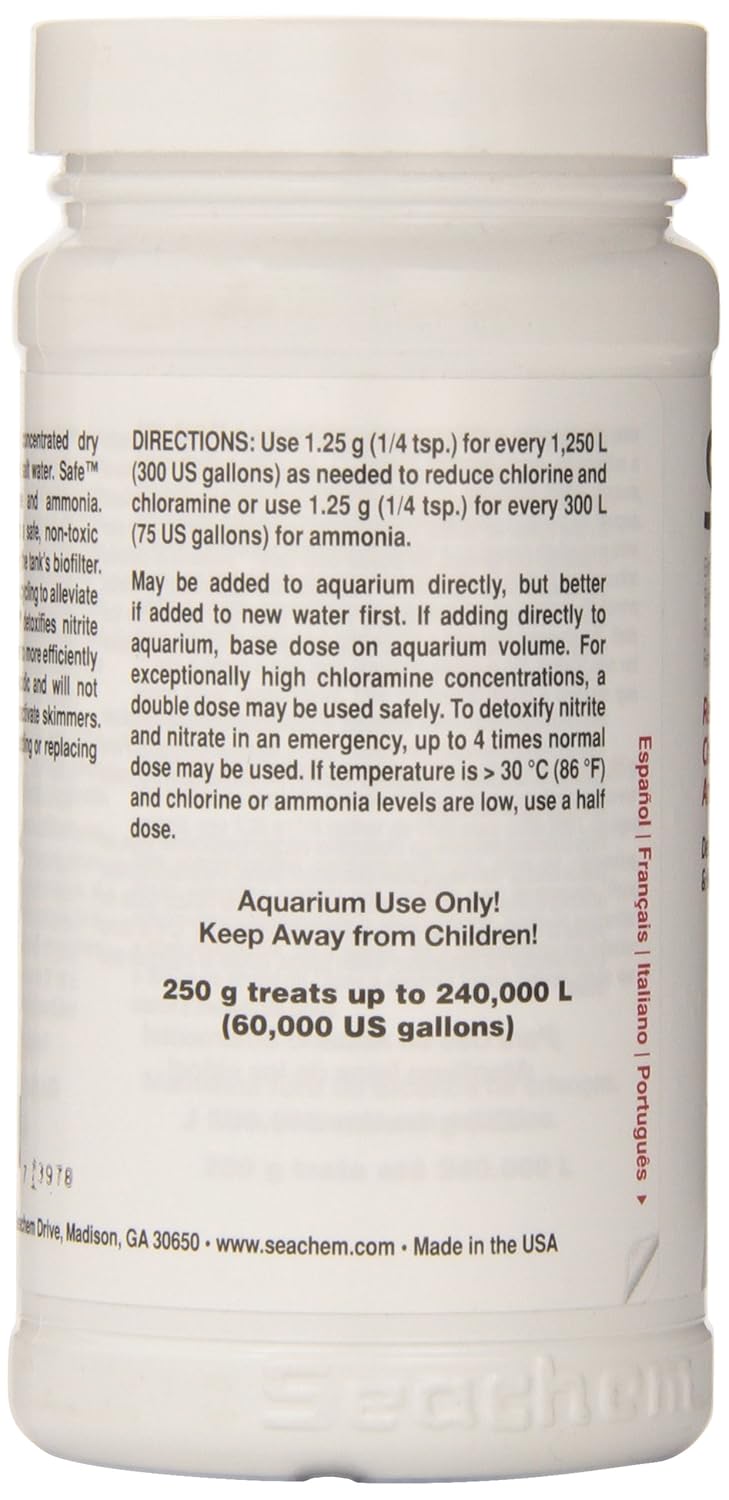 dry
water. Safe™
and ammonia.
safe, non-toxic
tank's biofilter.
to alleviate
nitrite
more efficiently
and will not
skimmers.
or replacing
DIRECTIONS: Use 1.25 g (1/4 tsp.) for every 1,250 L
(300 US gallons) as needed to reduce chlorine and
chloramine or use 1.25 g (1/4 tsp.) for every 300 L
(75 US gallons) for ammonia.
May be added to aquarium directly, but better
if added to new water first. If adding directly to
aquarium, base dose on aquarium volume. For
exceptionally high chloramine concentrations, a
double dose may be used safely. To detoxify nitrite
and nitrate in an emergency, up to 4 times normal
dose may be used. If temperature is > 30 °C (86 °F)
and chlorine or ammonia levels are low, use a half
dose.
Aquarium Use Only!
Keep Away from Children!
250 g treats up to 240,000 L
(60,000 US gallons)
Español | Français | Italiano | Português ►
Drive, Madison, GA 30650 • www.seachem.com • Made in the USA
Seachem